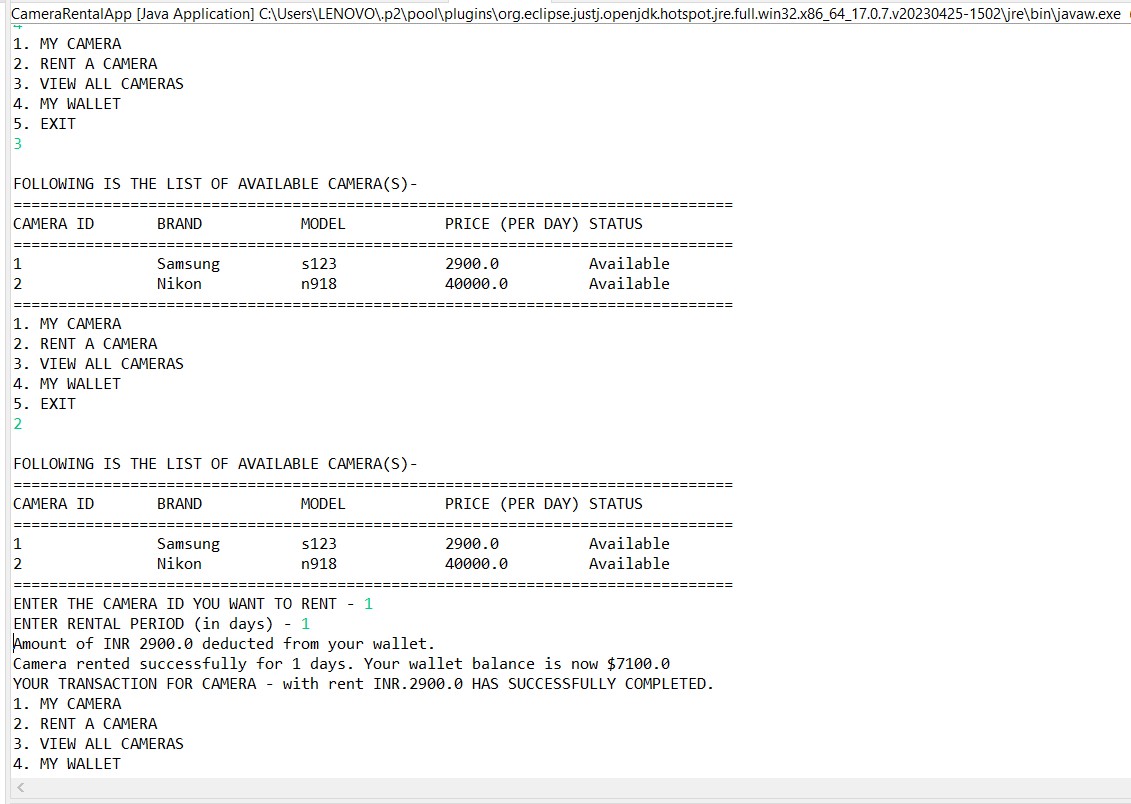 CameraRentalApp [Java Application] C:\Users\LENOVO\.p2\pool\plugins\org.eclipse.justj.openjdk.hotspot.jre.full.win32.x86_64_17.0.7.v20230425-1502\jre\bin\javaw.exe
1. MY CAMERA
2. RENT A CAMERA
3. VIEW ALL CAMERAS
4. MY WALLET
5. EXIT
3
FOLLOWING IS THE LIST OF AVAILABLE CAMERA(S)-
================================================================================
CAMERA ID BRAND MODEL PRICE (PER DAY) STATUS
================================================================================
1 Samsung s123 2900.0 Available
2 Nikon n918 40000.0 Available
================================================================================
1. MY CAMERA
2. RENT A CAMERA
3. VIEW ALL CAMERAS
4. MY WALLET
5. EXIT
2
FOLLOWING IS THE LIST OF AVAILABLE CAMERA(S)-
================================================================================
CAMERA ID BRAND MODEL PRICE (PER DAY) STATUS
================================================================================
1 Samsung s123 2900.0 Available
2 Nikon n918 40000.0 Available
================================================================================
ENTER THE CAMERA ID YOU WANT TO RENT - 1
ENTER RENTAL PERIOD (in days) - 1
Amount of INR 2900.0 deducted from your wallet.
Camera rented successfully for 1 days. Your wallet balance is now $7100.0
YOUR TRANSACTION FOR CAMERA - with rent INR.2900.0 HAS SUCCESSFULLY COMPLETED.
1. MY CAMERA
2. RENT A CAMERA
3. VIEW ALL CAMERAS
4. MY WALLET